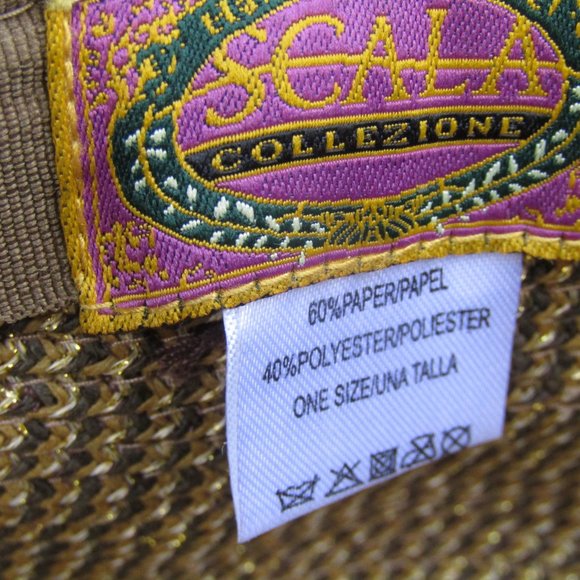 SCALA
COLLEZIONE
60%PAPER/PAPEL
40%POLYESTER/POLIESTER
ONE SIZE/UNA TALLA